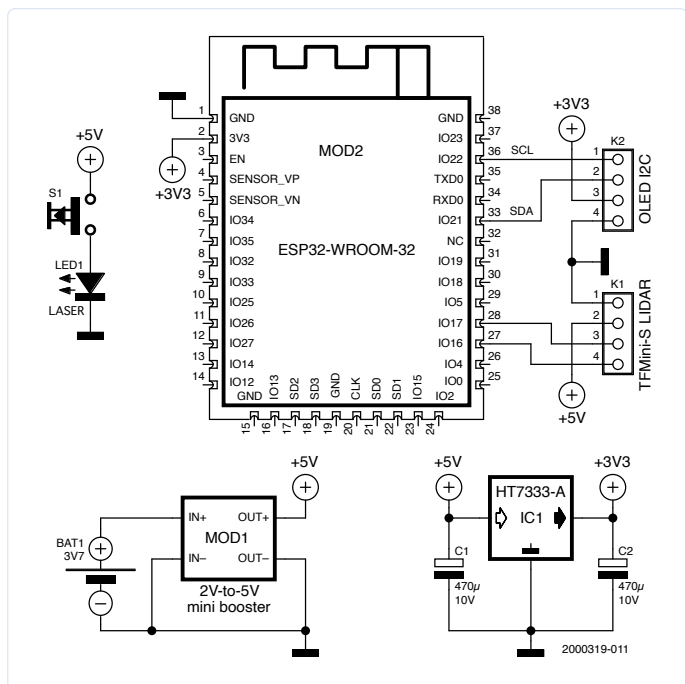 +5V
S1
LED1
LASER
+3V3
MOD2
ESP32-WROOM-32
1 GND
2 3V3
3 EN
4 SENSOR_VP
5 SENSOR_VN
6 IO34
7 IO35
8 IO32
9 IO33
10 IO25
11 IO26
12 IO27
13 IO14
14 IO12
GND 15
IO13 16
SD2 17
SD3 18
GND 19
CLK 20
SD0 21
SD1 22
IO15 23
IO2 24
GND 38
IO23 37
IO22 36 SCL
TXD0 35
RXD0 34
IO21 33 SDA
NC 32
IO19 31
IO18 30
IO5 29
IO17 28
IO16 27
IO4 26
IO0 25
+3V3
K2
1
2
3
4
OLED I2C
K1
1
2
3
4
TFMini-S LIDAR
+5V
BAT1
3V7
IN+ OUT+
MOD1
IN– OUT–
2V-to-5V
mini booster
+5V
+5V
HT7333-A
IC1
+3V3
C1
470µ
10V
C2
470µ
10V
2000319-011